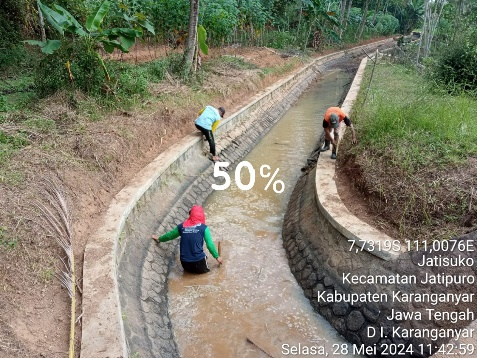 50%
7,7319S 111,0076E
Jatisuko
Kecamatan Jatipuro
Kabupaten Karanganyar
Jawa Tengah
D I. Karanganyar
Selasa, 28 Mei 2024 11:42:59